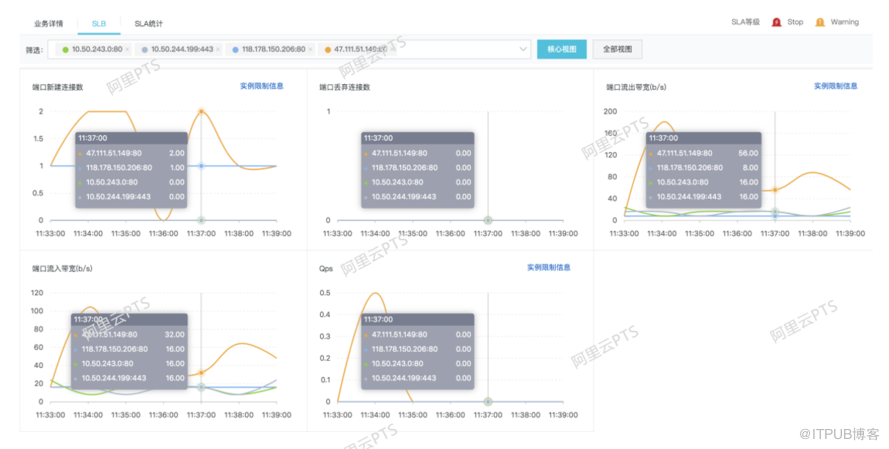 业务详情 SLB SLA统计 SLA等级 Stop Warning
筛选: 10.50.243.0:80 × 10.50.244.199:443 × 118.178.150.206:80 × 47.111.51.149:80 × 核心视图 全部视图
阿里云PTS
阿里PTS
端口新建连接数 实例限制信息
2
1.5
1
0.5
0
11:37:00
47.111.51.149:80 2.00
118.178.150.206:80 1.00
10.50.243.0:80 0.00
10.50.244.199:443 0.00
11:33:00 11:34:00 11:35:00 11:36:00 11:37:00 11:38:00 11:39:00
端口丢弃连接数
1
0
11:37:00
47.111.51.149:80 0.00
118.178.150.206:80 0.00
10.50.243.0:80 0.00
10.50.244.199:443 0.00
11:33:00 11:34:00 11:35:00 11:36:00 11:37:00 11:38:00 11:39:00
端口流出带宽(b/s) 实例限制信息
阿里云PTS
200
160
120
80
40
0
11:37:00
47.111.51.149:80 56.00
118.178.150.206:80 8.00
10.50.243.0:80 16.00
10.50.244.199:443 16.00
11:33:00 11:34:00 11:35:00 11:36:00 11:37:00 11:38:00 11:39:00
阿里云PTS
端口流入带宽(b/s)
120
100
80
60
40
20
0
阿里云PTS
11:37:00
47.111.51.149:80 32.00
118.178.150.206:80 16.00
10.50.243.0:80 16.00
10.50.244.199:443 16.00
11:33:00 11:34:00 11:35:00 11:36:00 11:37:00 11:38:00 11:39:00
Qps 实例限制信息
0.5
0.4
0.3
0.2
0.1
0
11:37:00
47.111.51.149:80 0.00
118.178.150.206:80 0.00
10.50.243.0:80 0.00
10.50.244.199:443 0.00
11:33:00 11:34:00 11:35:00 11:36:00 11:37:00 11:38:00 11:39:00
阿里云PTS
阿里云PTS
阿里云PTS
@ITPUB博客